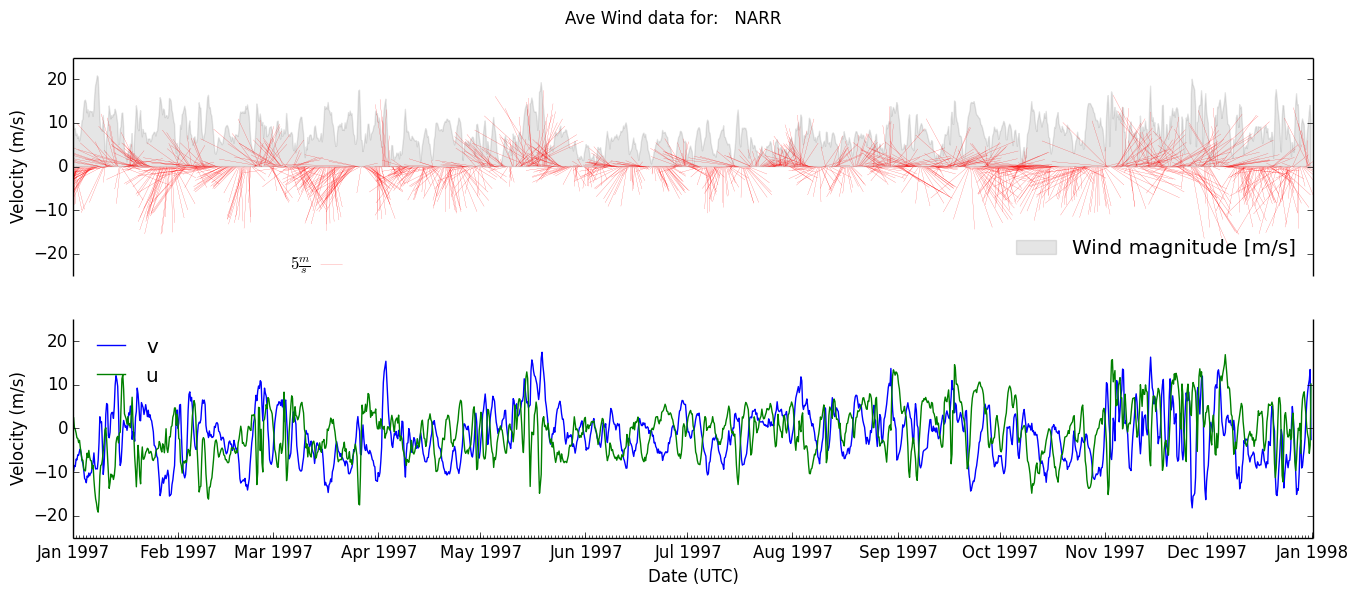 Ave Wind data for:   NARR
Velocity (m/s)
20
10
0
−10
−20
5 m/s
Wind magnitude [m/s]
Velocity (m/s)
20
10
0
−10
−20
v
u
Jan 1997 Feb 1997 Mar 1997 Apr 1997 May 1997 Jun 1997 Jul 1997 Aug 1997 Sep 1997 Oct 1997 Nov 1997 Dec 1997 Jan 1998
Date (UTC)